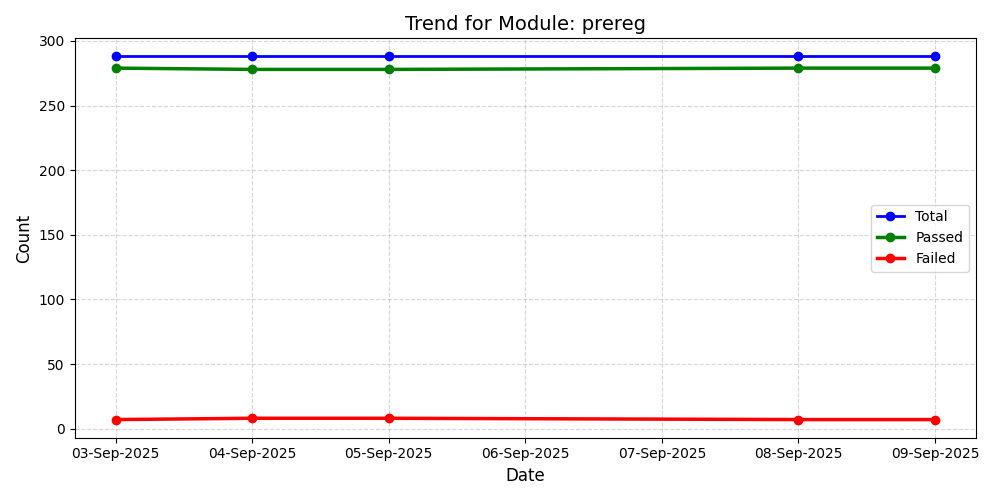 Trend for Module: prereg
300
250
200
150
100
50
0
Count
Total
Passed
Failed
03-Sep-2025
04-Sep-2025
05-Sep-2025
06-Sep-2025
07-Sep-2025
08-Sep-2025
09-Sep-2025
Date